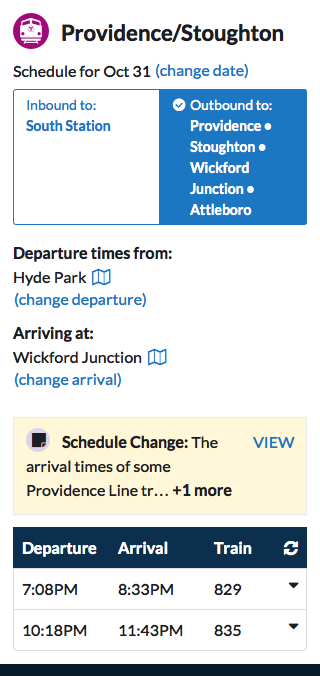 Providence/Stoughton
Schedule for Oct 31 (change date)
Inbound to:
South Station
Outbound to:
Providence •
Stoughton •
Wickford
Junction •
Attleboro
Departure times from:
Hyde Park
(change departure)
Arriving at:
Wickford Junction
(change arrival)
Schedule Change: The VIEW
arrival times of some
Providence Line tr… +1 more
Departure Arrival Train
7:08PM 8:33PM 829
10:18PM 11:43PM 835